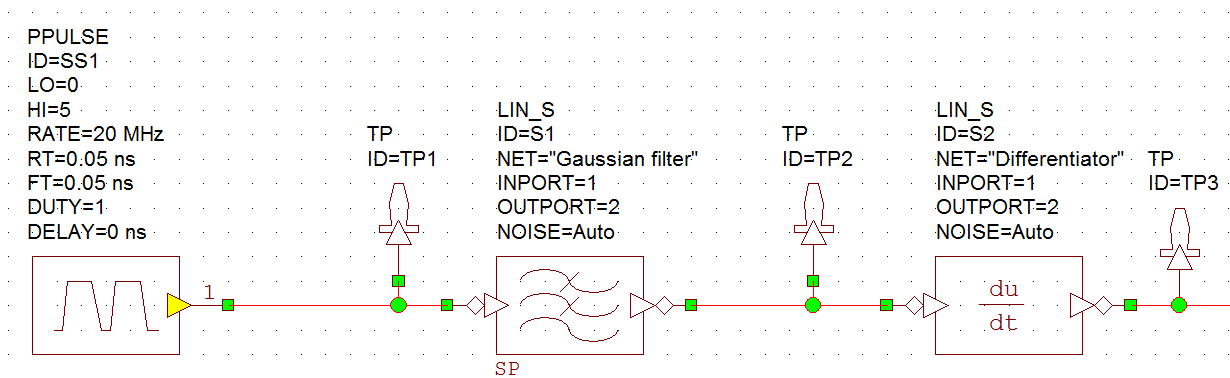 PPULSE
ID=SS1
LO=0
HI=5
RATE=20 MHz
RT=0.05 ns
FT=0.05 ns
DUTY=1
DELAY=0 ns
1
TP
ID=TP1
LIN_S
ID=S1
NET="Gaussian filter"
INPORT=1
OUTPORT=2
NOISE=Auto
SP
TP
ID=TP2
LIN_S
ID=S2
NET="Differentiator"
INPORT=1
OUTPORT=2
NOISE=Auto
du
dt
TP
ID=TP3